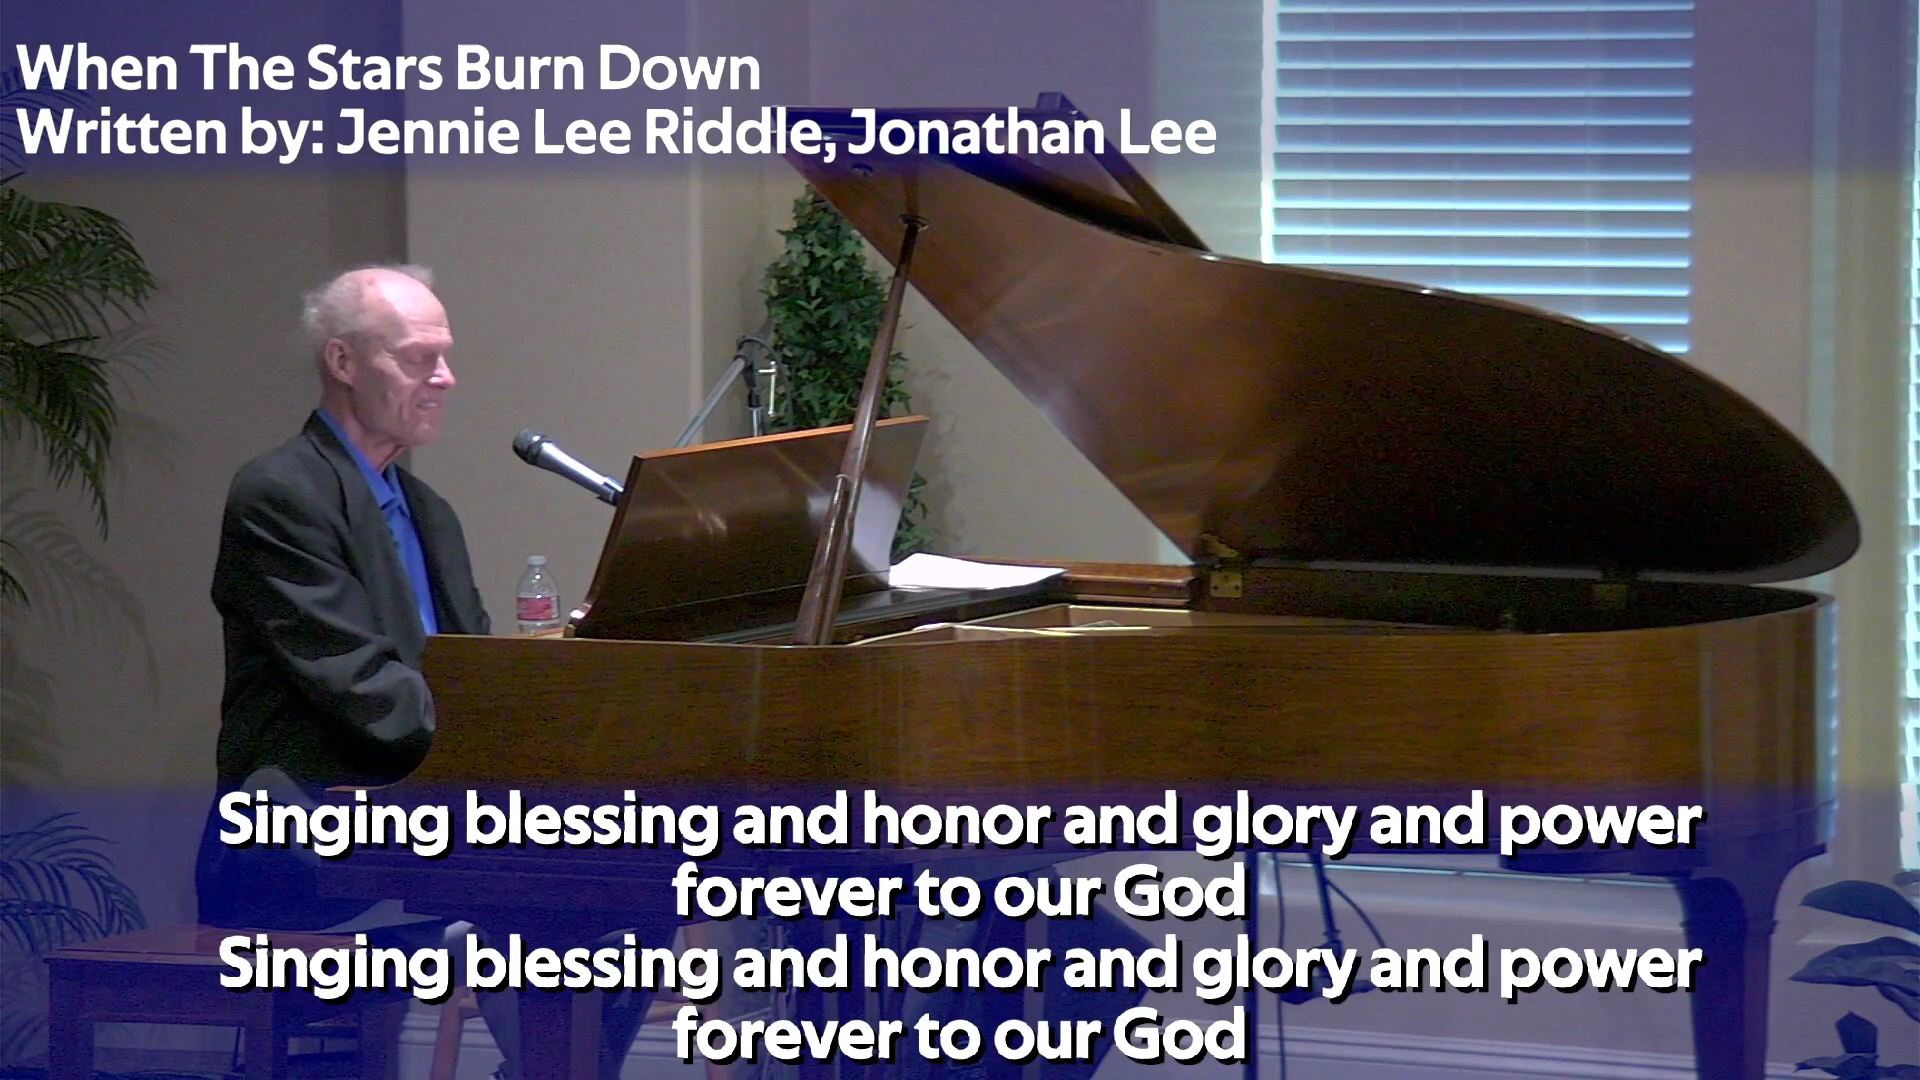 When The Stars Burn Down
Written by: Jennie Lee Riddle, Jonathan Lee
Singing blessing and honor and glory and power
forever to our God
Singing blessing and honor and glory and power
forever to our God